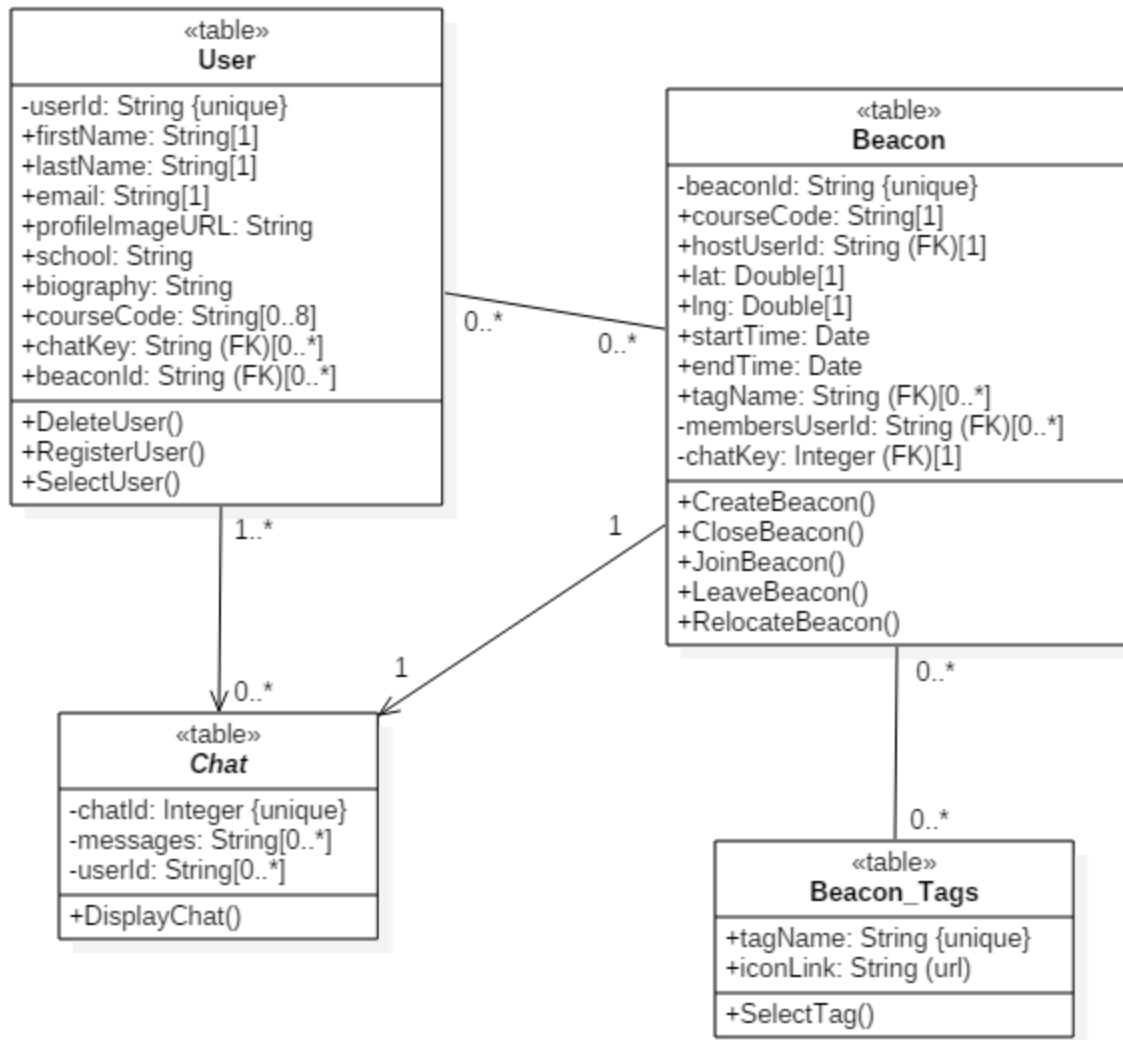 «table»
User
-userId: String {unique}
+firstName: String[1]
+lastName: String[1]
+email: String[1]
+profileImageURL: String
+school: String
+biography: String
+courseCode: String[0..8]
+chatKey: String (FK)[0..*]
+beaconId: String (FK)[0..*]
+DeleteUser()
+RegisterUser()
+SelectUser()
«table»
Beacon
-beaconId: String {unique}
+courseCode: String[1]
+hostUserId: String (FK)[1]
+lat: Double[1]
+lng: Double[1]
+startTime: Date
+endTime: Date
+tagName: String (FK)[0..*]
-membersUserId: String (FK)[0..*]
-chatKey: Integer (FK)[1]
+CreateBeacon()
+CloseBeacon()
+JoinBeacon()
+LeaveBeacon()
+RelocateBeacon()
0..*
0..*
1..*
0..*
1
1
0..*
0..*
«table»
Chat
-chatId: Integer {unique}
-messages: String[0..*]
-userId: String[0..*]
+DisplayChat()
«table»
Beacon_Tags
+tagName: String {unique}
+iconLink: String (url)
+SelectTag()